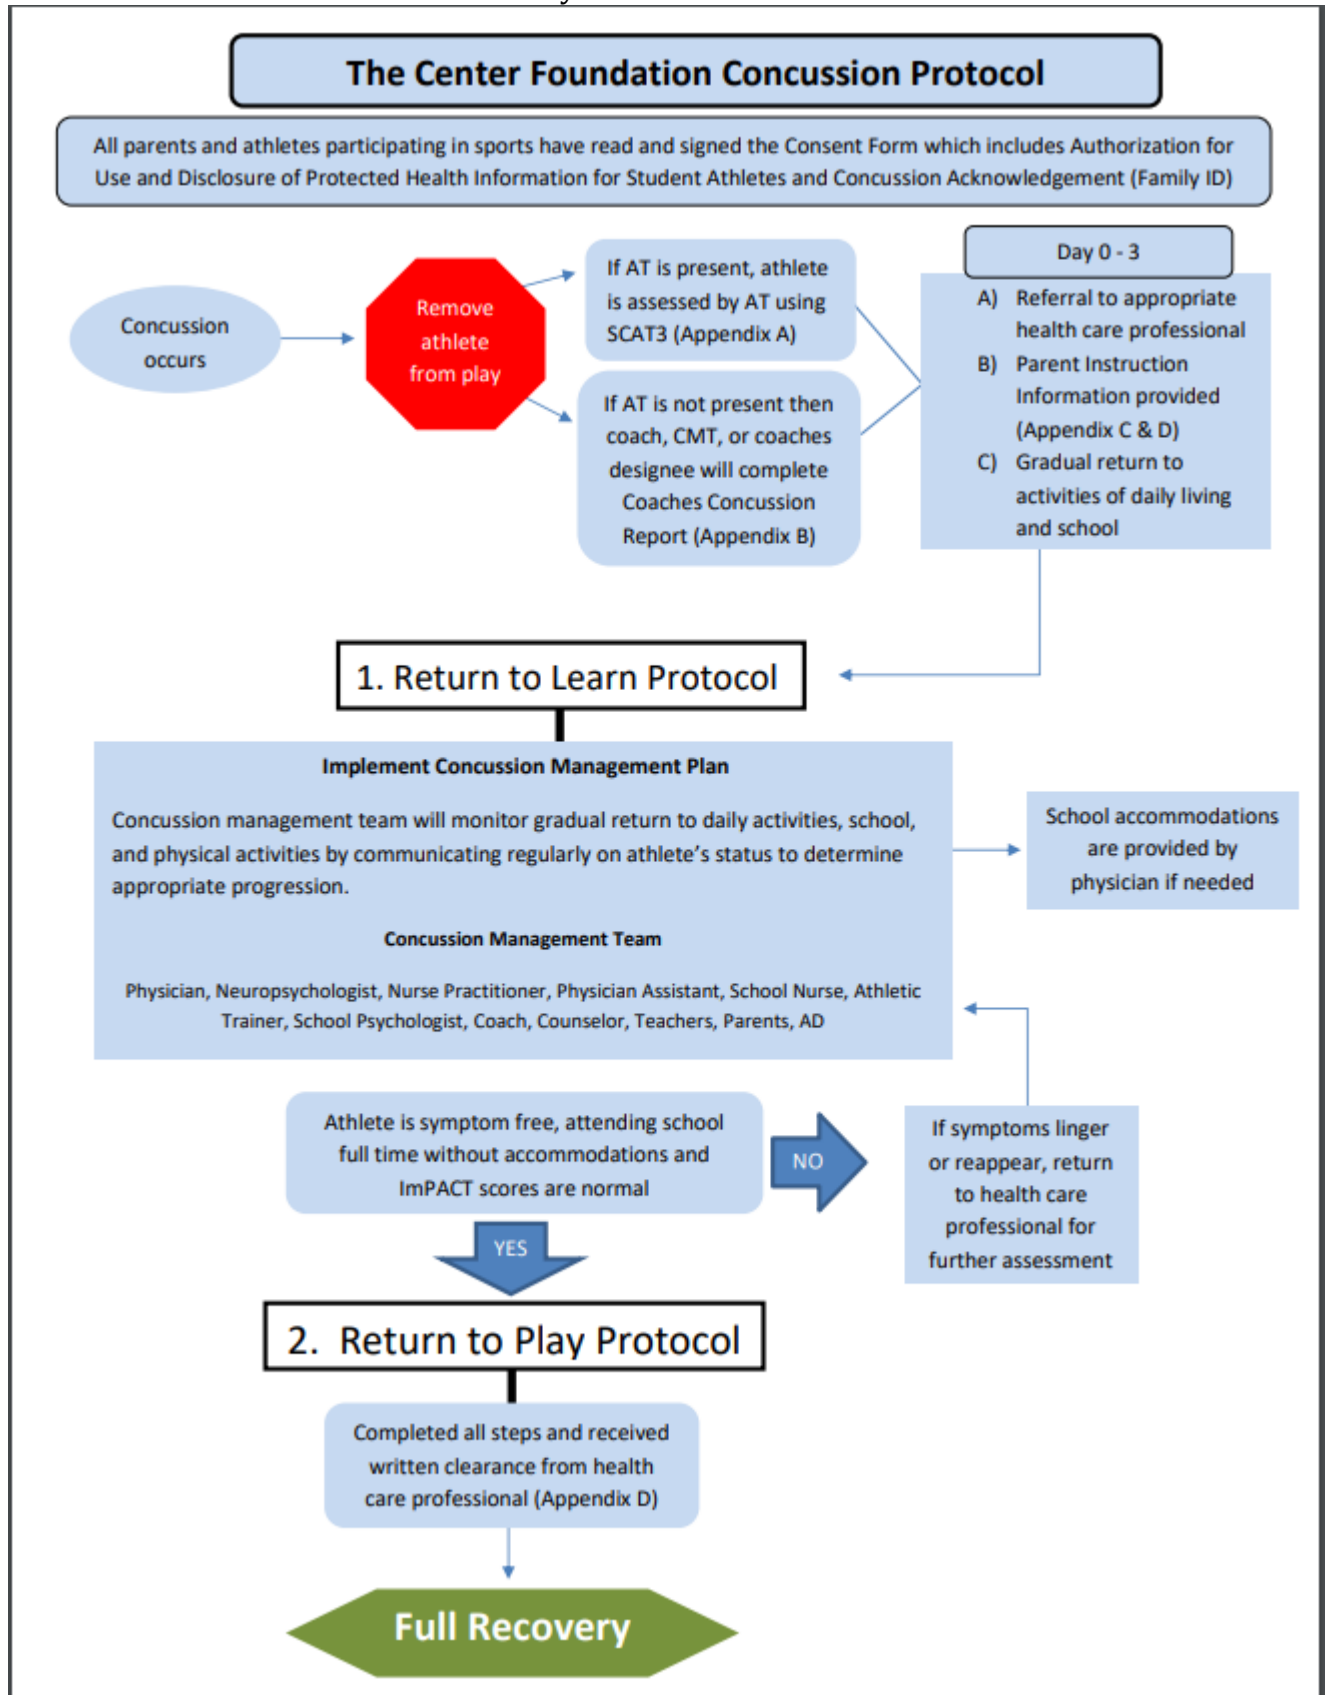 The Center Foundation Concussion Protocol
All parents and athletes participating in sports have read and signed the Consent Form which includes Authorization for
Use and Disclosure of Protected Health Information for Student Athletes and Concussion Acknowledgement (Family ID)
Concussion
occurs
Remove
athlete
from play
If AT is present, athlete
is assessed by AT using
SCAT3 (Appendix A)
If AT is not present then
coach, CMT, or coaches
designee will complete
Coaches Concussion
Report (Appendix B)
Day 0 - 3
A) Referral to appropriate
health care professional
B) Parent Instruction
Information provided
(Appendix C & D)
C) Gradual return to
activities of daily living
and school
1. Return to Learn Protocol
Implement Concussion Management Plan
Concussion management team will monitor gradual return to daily activities, school,
and physical activities by communicating regularly on athlete's status to determine
appropriate progression.
Concussion Management Team
Physician, Neuropsychologist, Nurse Practitioner, Physician Assistant, School Nurse, Athletic
Trainer, School Psychologist, Coach, Counselor, Teachers, Parents, AD
School accommodations
are provided by
physician if needed
Athlete is symptom free, attending school
full time without accommodations and
ImPACT scores are normal
NO
If symptoms linger
or reappear, return
to health care
professional for
further assessment
YES
2. Return to Play Protocol
Completed all steps and received
written clearance from health
care professional (Appendix D)
Full Recovery